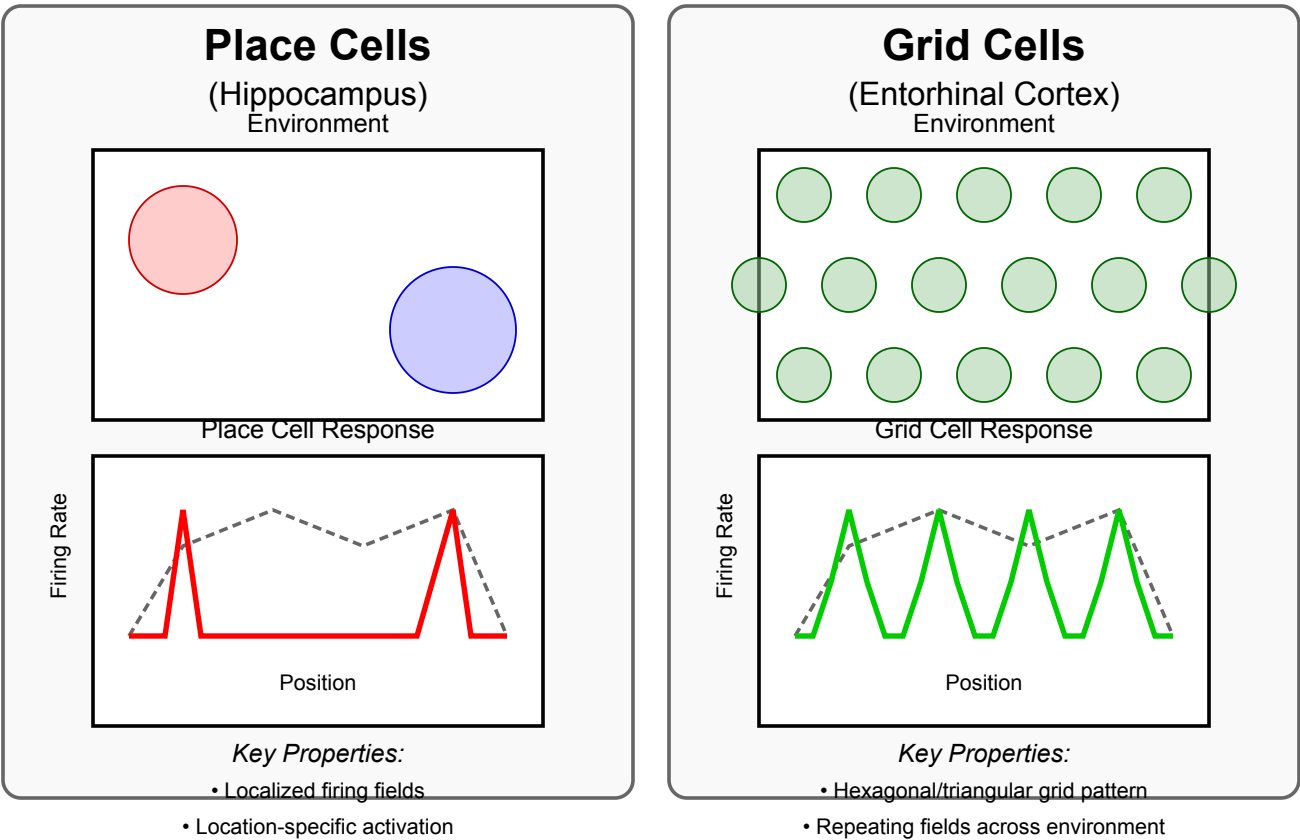 Place Cells
(Hippocampus)
Environment
Place Cell Response
Firing Rate
Position
Key Properties:
• Localized firing fields
• Location-specific activation
Grid Cells
(Entorhinal Cortex)
Environment
Grid Cell Response
Firing Rate
Position
Key Properties:
• Hexagonal/triangular grid pattern
• Repeating fields across environment